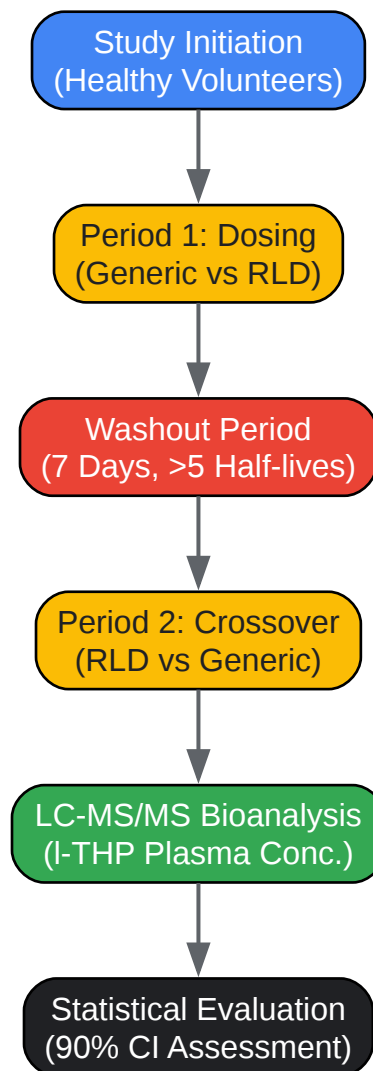 Study Initiation
(Healthy Volunteers)
Period 1: Dosing
(Generic vs RLD)
Washout Period
(7 Days, >5 Half-lives)
Period 2: Crossover
(RLD vs Generic)
LC-MS/MS Bioanalysis
(l-THP Plasma Conc.)
Statistical Evaluation
(90% CI Assessment)